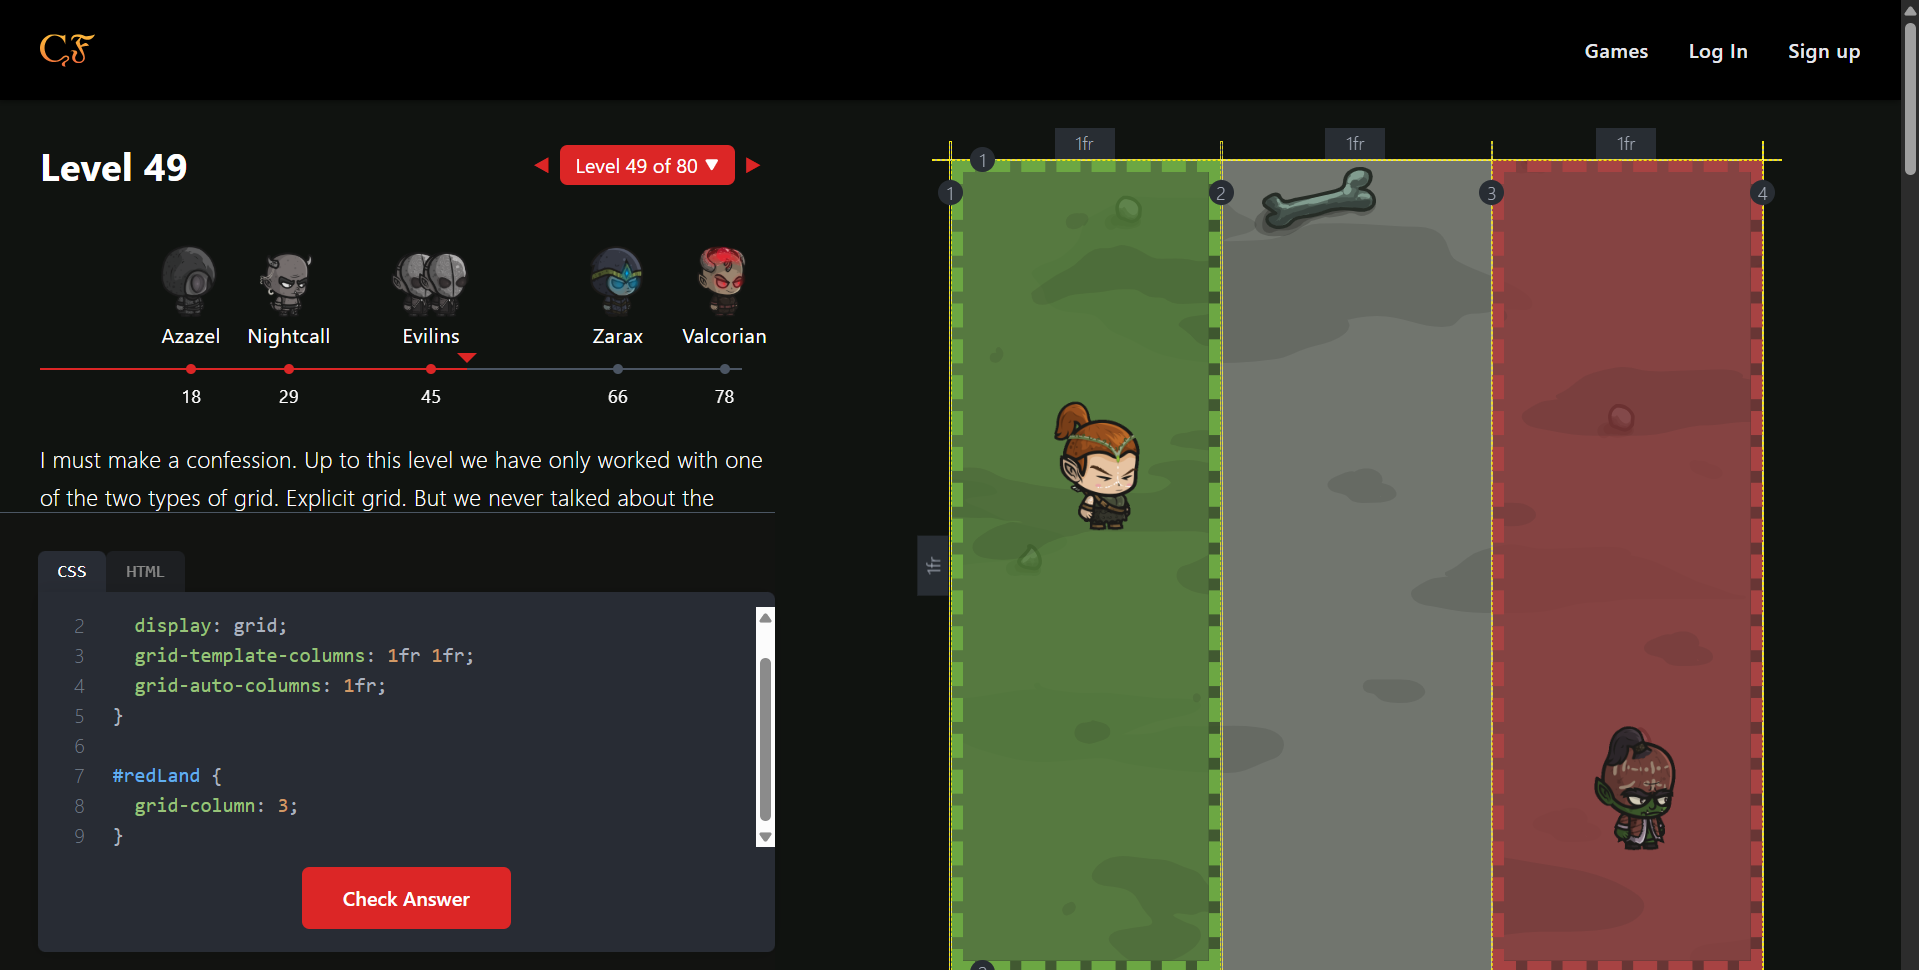 CF
Games Log In Sign up
Level 49
Level 49 of 80 ▼
Azazel Nightcall Evilins Zarax Valcorian
18 29 45 66 78
I must make a confession. Up to this level we have only worked with one
of the two types of grid. Explicit grid. But we never talked about the
CSS HTML
2 display: grid;
3 grid-template-columns: 1fr 1fr;
4 grid-auto-columns: 1fr;
5 }
6
7 #redLand {
8 grid-column: 3;
9 }
Check Answer
1fr 1fr 1fr
1
1 2 3 4
1fr